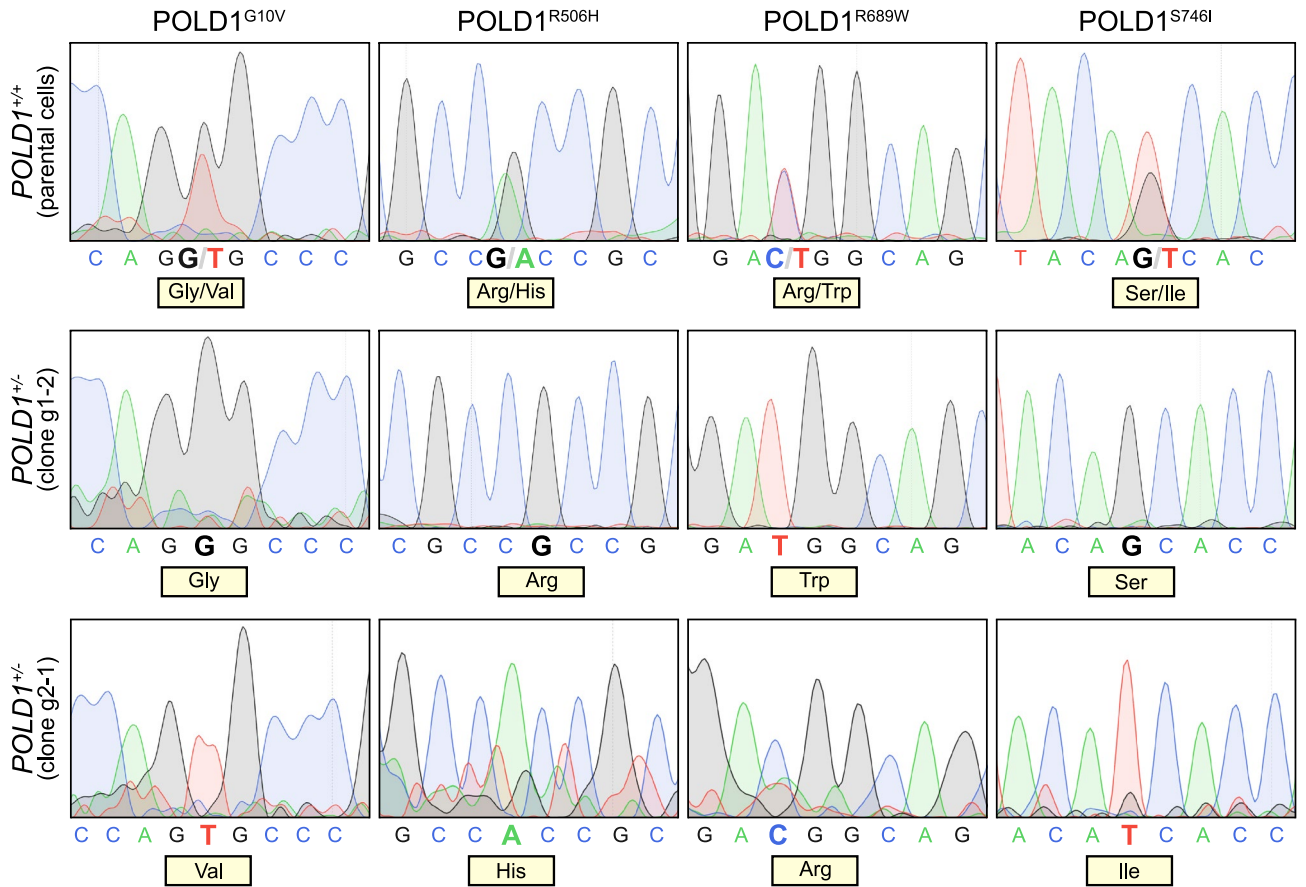 POLD1G10V POLD1R506H POLD1R689W POLD1S746I
POLD1+/+
(parental cells)
C A G G/T G C C C
G C C G/A C C G C
G A C/T G G C A G
T A C A G/T C A C
Gly/Val Arg/His Arg/Trp Ser/Ile
POLD1+/-
(clone g1-2)
C A G G G C C C
C G C C G C C G
G A T G G C A G
A C A G C A C C
Gly Arg Trp Ser
POLD1+/-
(clone g2-1)
C C A G T G C C C
G C C A C C G C
G A C G G C A G
A C A T C A C C
Val His Arg Ile